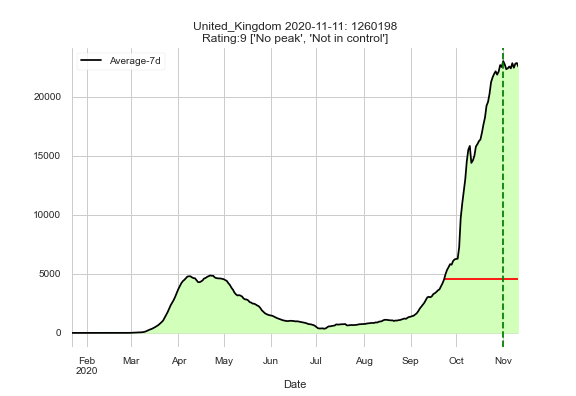 United_Kingdom 2020-11-11: 1260198
Rating:9 ['No peak', 'Not in control']
Average-7d
20000
15000
10000
5000
0
Feb Mar Apr May Jun Jul Aug Sep Oct Nov
2020
Date